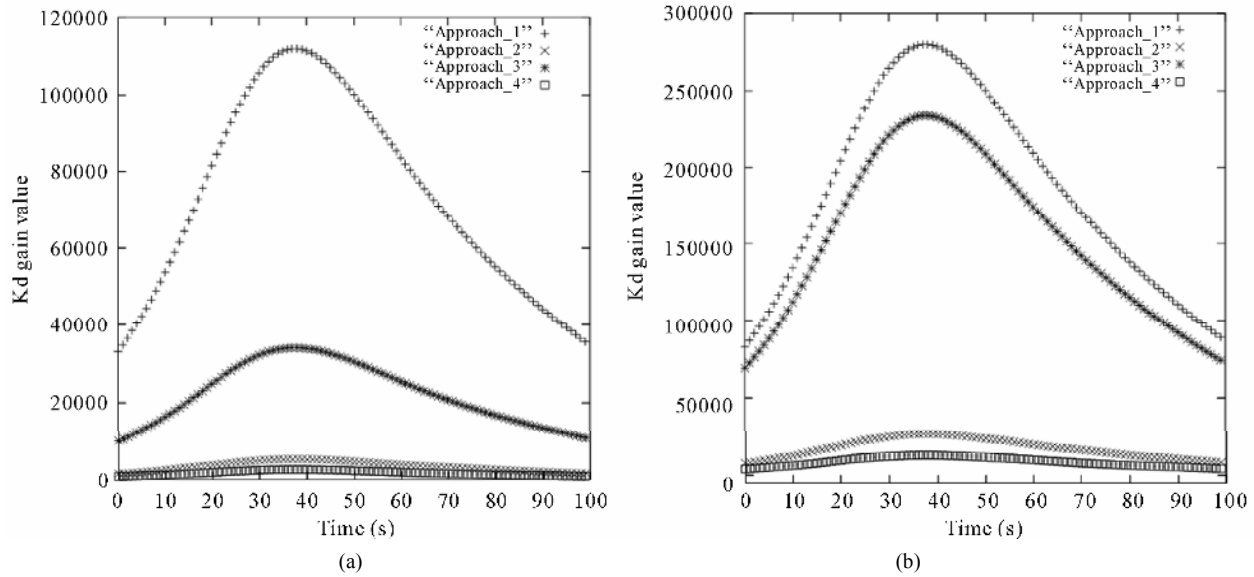 120000
100000
80000
60000
40000
20000
0
Kd gain value
“Approach_1”
“Approach_2”
“Approach_3”
“Approach_4”
0 10 20 30 40 50 60 70 80 90 100
Time (s)
(a)
300000
250000
200000
150000
100000
50000
0
Kd gain value
“Approach_1”
“Approach_2”
“Approach_3”
“Approach_4”
0 10 20 30 40 50 60 70 80 90 100
Time (s)
(b)